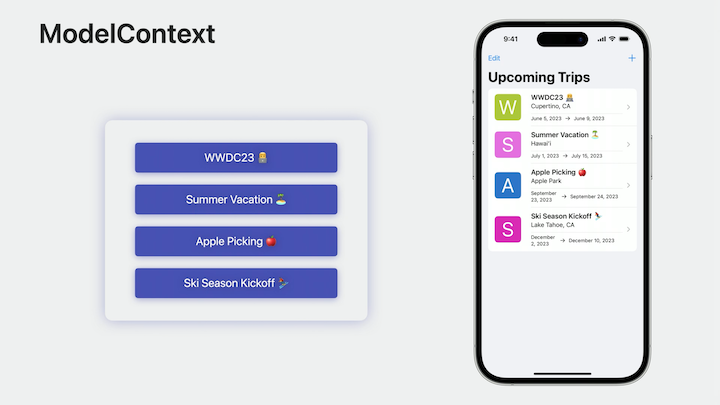 ModelContext
WWDC23 👩🏼‍💻
Summer Vacation 🏝️
Apple Picking 🍎
Ski Season Kickoff ⛷️
9:41
Edit
+
Upcoming Trips
W
WWDC23 👩🏼‍💻
Cupertino, CA
June 5, 2023 → June 9, 2023
S
Summer Vacation 🏝️
Hawai'i
July 1, 2023 → July 15, 2023
A
Apple Picking 🍎
Apple Park
September
23, 2023 → September 24, 2023
S
Ski Season Kickoff ⛷️
Lake Tahoe, CA
December
2, 2023 → December 10, 2023